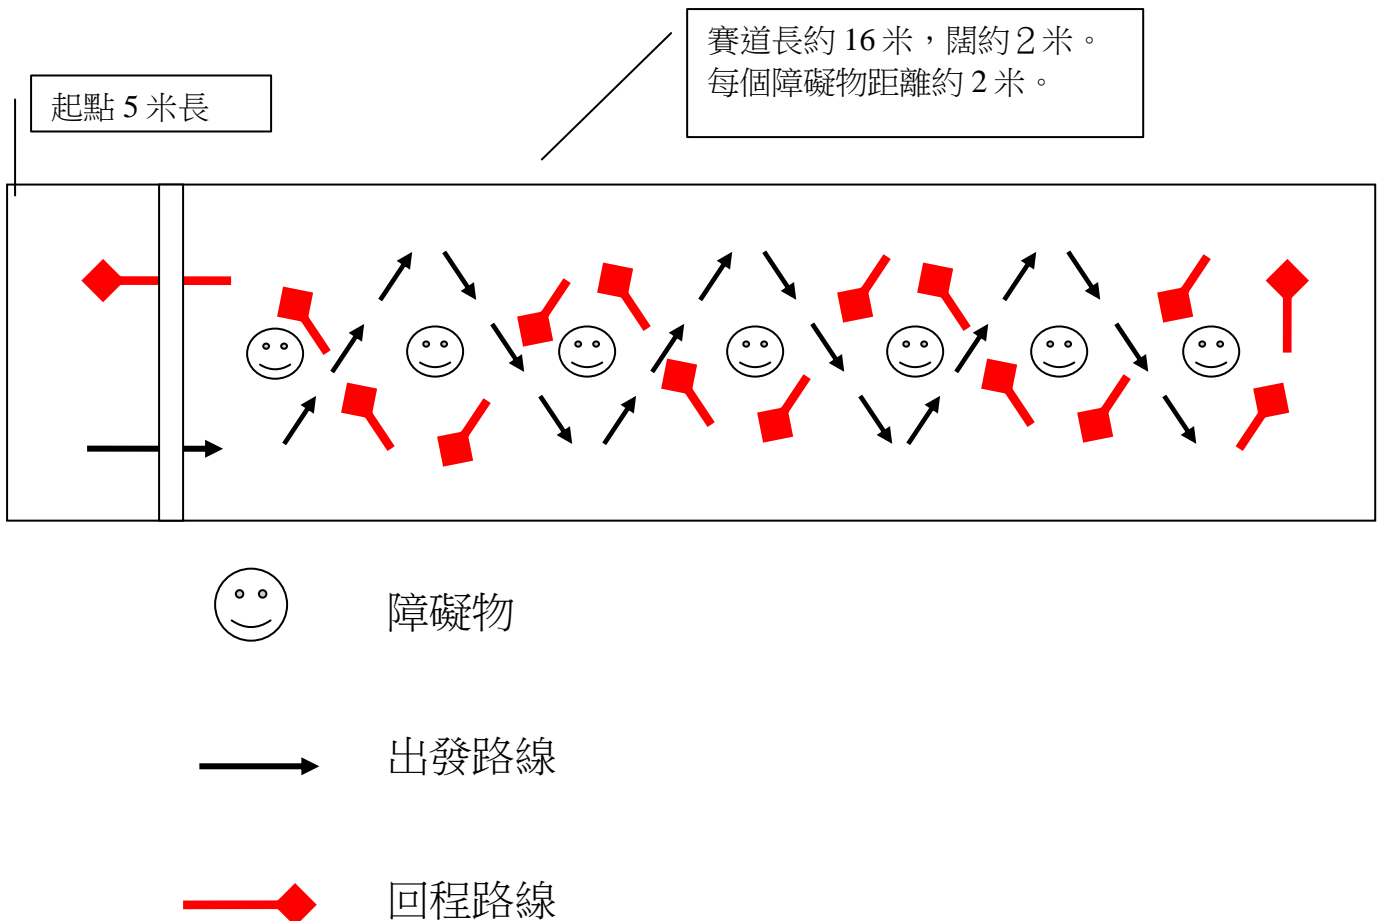 賽道長約 16 米，闊約２米。
每個障礙物距離約 2 米。
起點 5 米長
障礙物
出發路線
回程路線